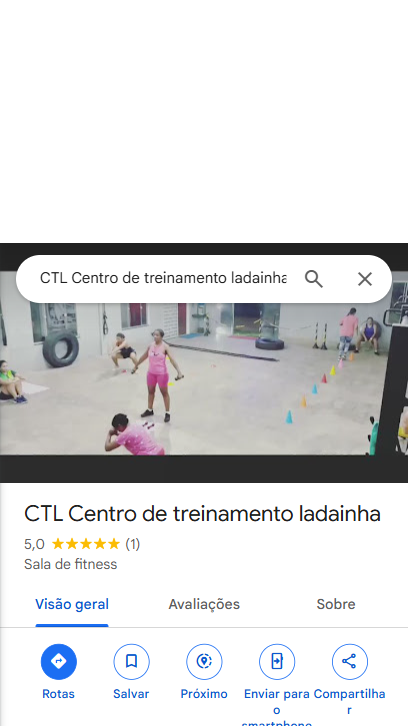 CTL Centro de treinamento ladainha
CTL Centro de treinamento ladainha
5,0 ★★★★★ (1)
Sala de fitness
Visão geral Avaliações Sobre
Rotas Salvar Próximo Enviar para Compartilha
o r
smartphone